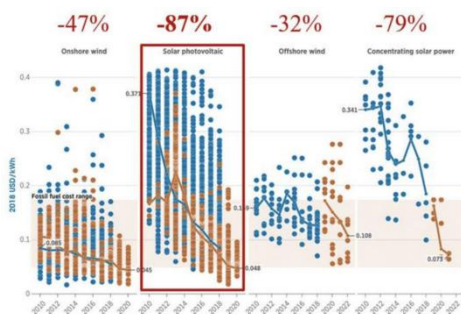 -47% -87% -32% -79%
Onshore wind Solar photovoltaic Offshore wind Concentrating solar power
2018 USD/kWh
0.4
0.3
0.2
0.1
0
0.371
0.341
Fossil fuel cost range
0.085
0.045
0.048
0.108
0.073
2010 2012 2014 2016 2018 2020 2010 2012 2014 2016 2018 2020 2010 2012 2014 2016 2018 2020 2022 2010 2012 2014 2016 2018 2020 2022